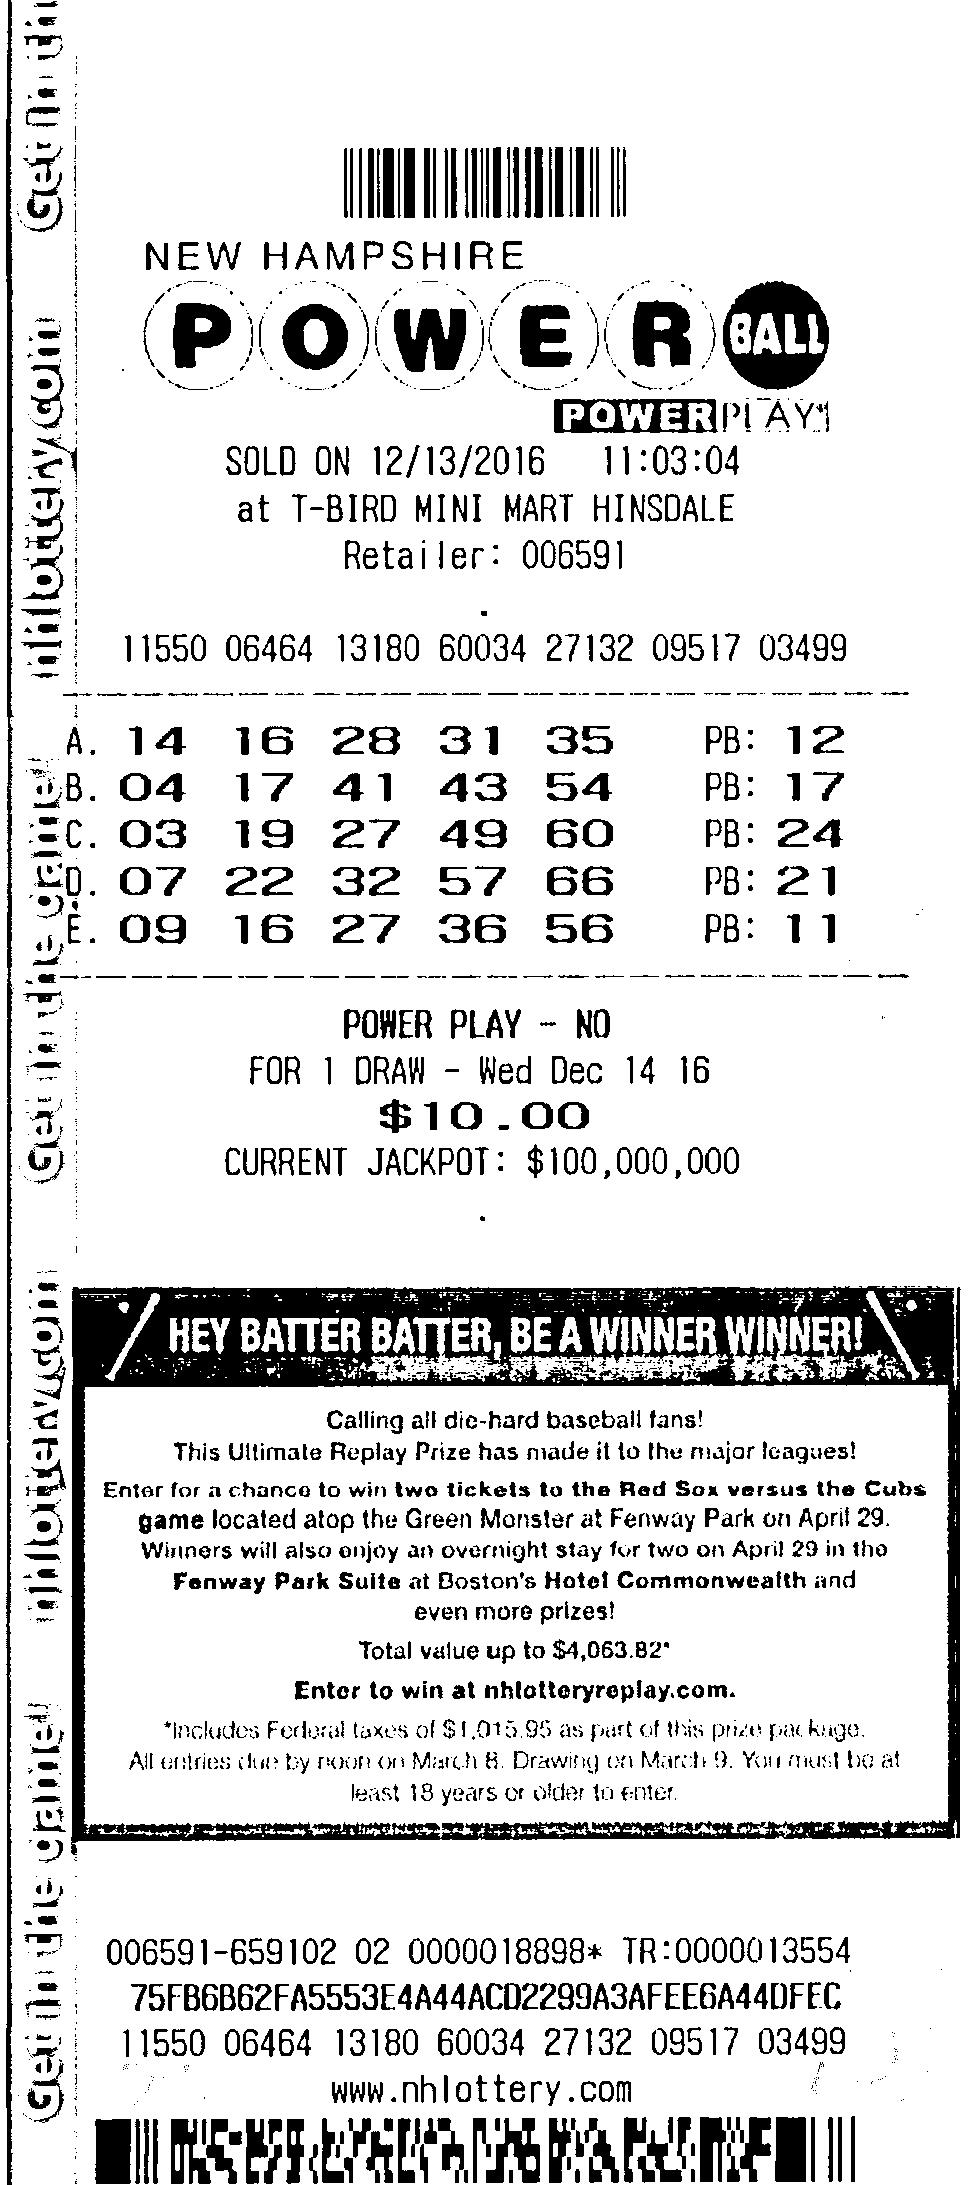 NEW HAMPSHIRE
POWER BALL
POWERPLAY
SOLD ON 12/13/2016 11:03:04
at T-BIRD MINI MART HINSDALE
Retailer: 006591
11550 06464 13180 60034 27132 09517 03499
A. 14 16 28 31 35 PB: 12
B. 04 17 41 43 54 PB: 17
C. 03 19 27 49 60 PB: 24
D. 07 22 32 57 66 PB: 21
E. 09 16 27 36 56 PB: 11
POWER PLAY - NO
FOR 1 DRAW - Wed Dec 14 16
$10.00
CURRENT JACKPOT: $100,000,000
HEY BATTER BATTER, BE A WINNER WINNER!
Calling all die-hard baseball fans!
This Ultimate Replay Prize has made it to the major leagues!
Enter for a chance to win two tickets to the Red Sox versus the Cubs
game located atop the Green Monster at Fenway Park on April 29.
Winners will also enjoy an overnight stay for two on April 29 in the
Fenway Park Suite at Boston's Hotel Commonwealth and
even more prizes!
Total value up to $4,063.82*
Enter to win at nhlotteryreplay.com.
*Includes Federal taxes of $1,015.95 as part of this prize package.
All entries due by noon on March 8. Drawing on March 9. You must be at
least 18 years or older to enter.
006591-659102 02 0000018898* TR:0000013554
75FB6B62FA5553E4A44ACD2299A3AFEE6A44DFEC
11550 06464 13180 60034 27132 09517 03499
www.nhlottery.com
Get in the game!
nhlottery.com
Get in the game!
nhlottery.com
Get in the